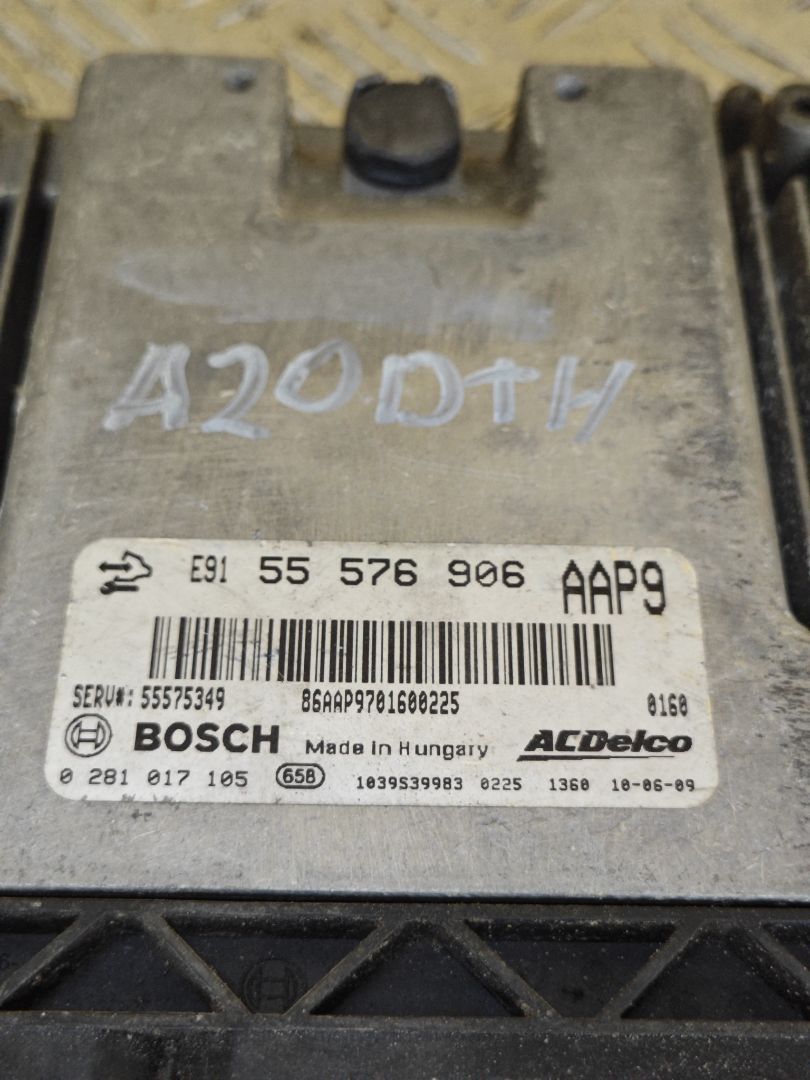 A20DTH
E91 55 576 906 AAP9
SERV#: 55575349 86AAP9701600225 0160
BOSCH Made in Hungary ACDelco
0 281 017 105 658 1039S39983 0225 1360 10-06-09